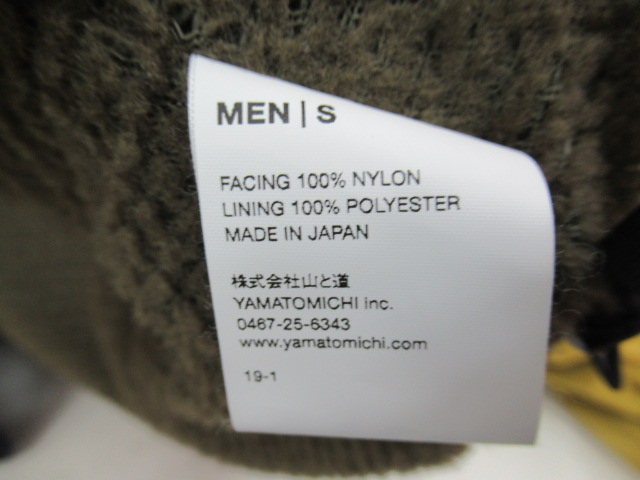 MEN | S
FACING 100% NYLON
LINING 100% POLYESTER
MADE IN JAPAN
株式会社山と道
YAMATOMICHI inc.
0467-25-6343
www.yamatomichi.com
19-1